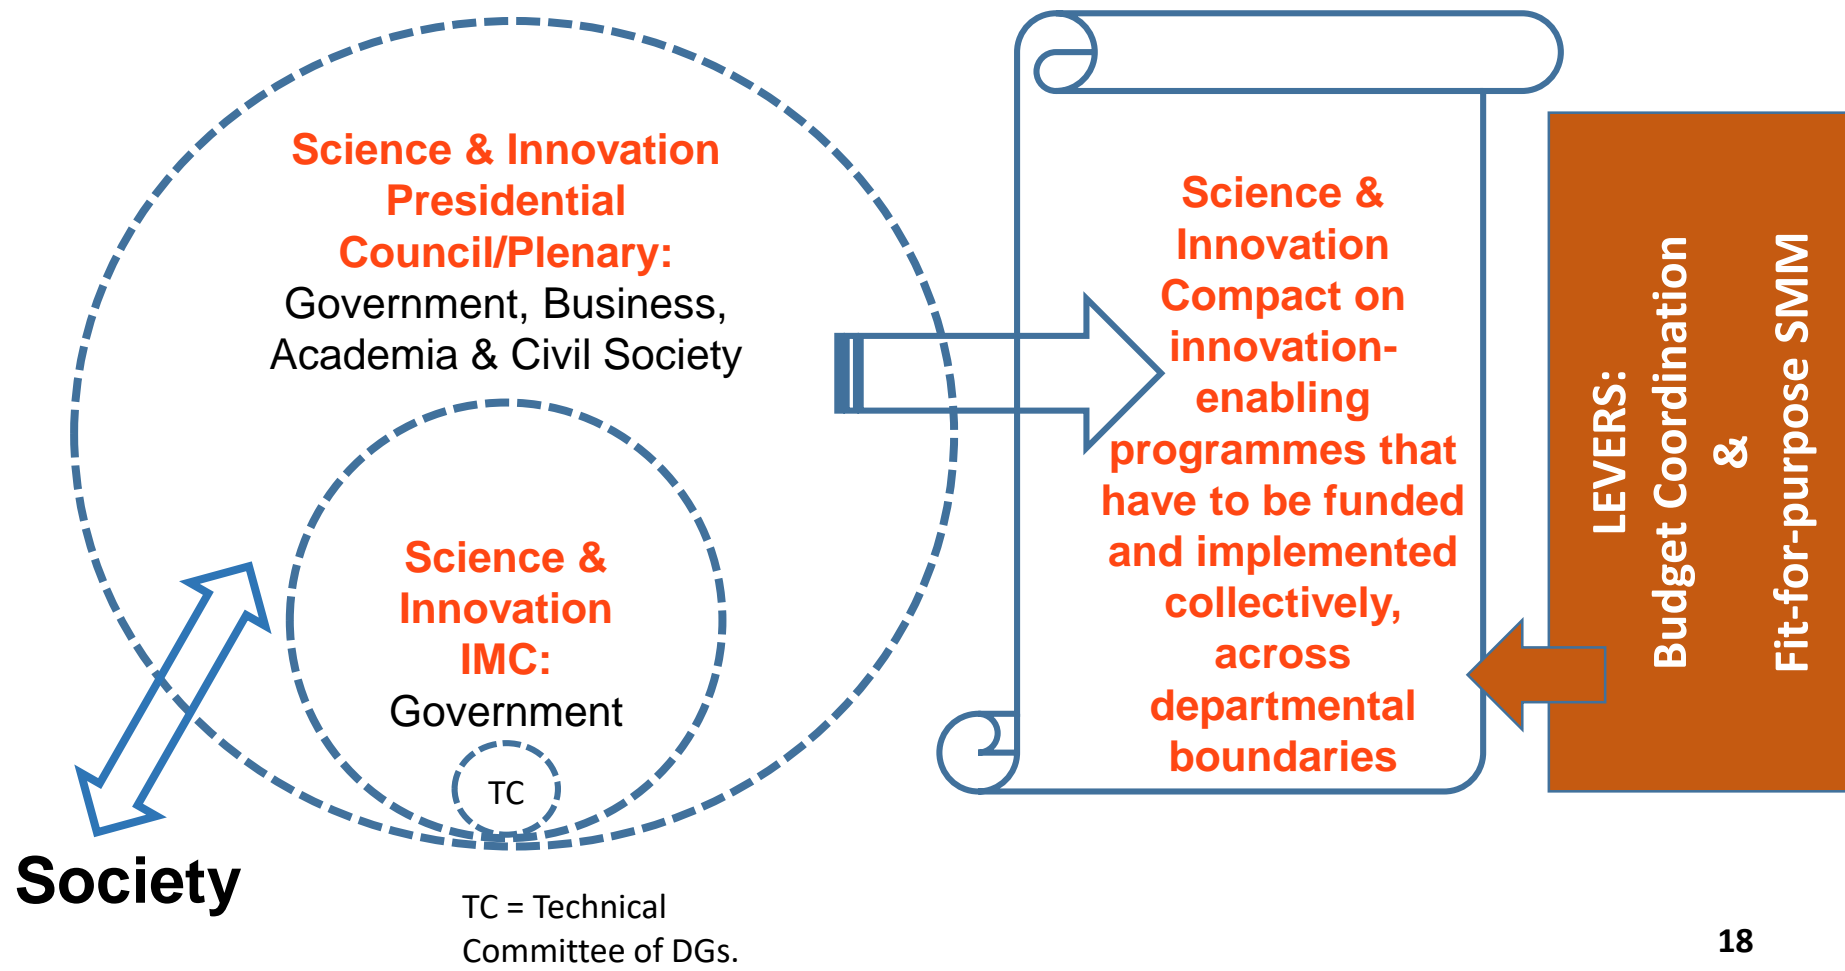 Science & Innovation
Presidential
Council/Plenary:
Government, Business,
Academia & Civil Society
Science &
Innovation
IMC:
Government
TC
Society
TC = Technical
Committee of DGs.
Science &
Innovation
Compact on
innovation-
enabling
programmes that
have to be funded
and implemented
collectively,
across
departmental
boundaries
LEVERS:
Budget Coordination
&
Fit-for-purpose SMM
18